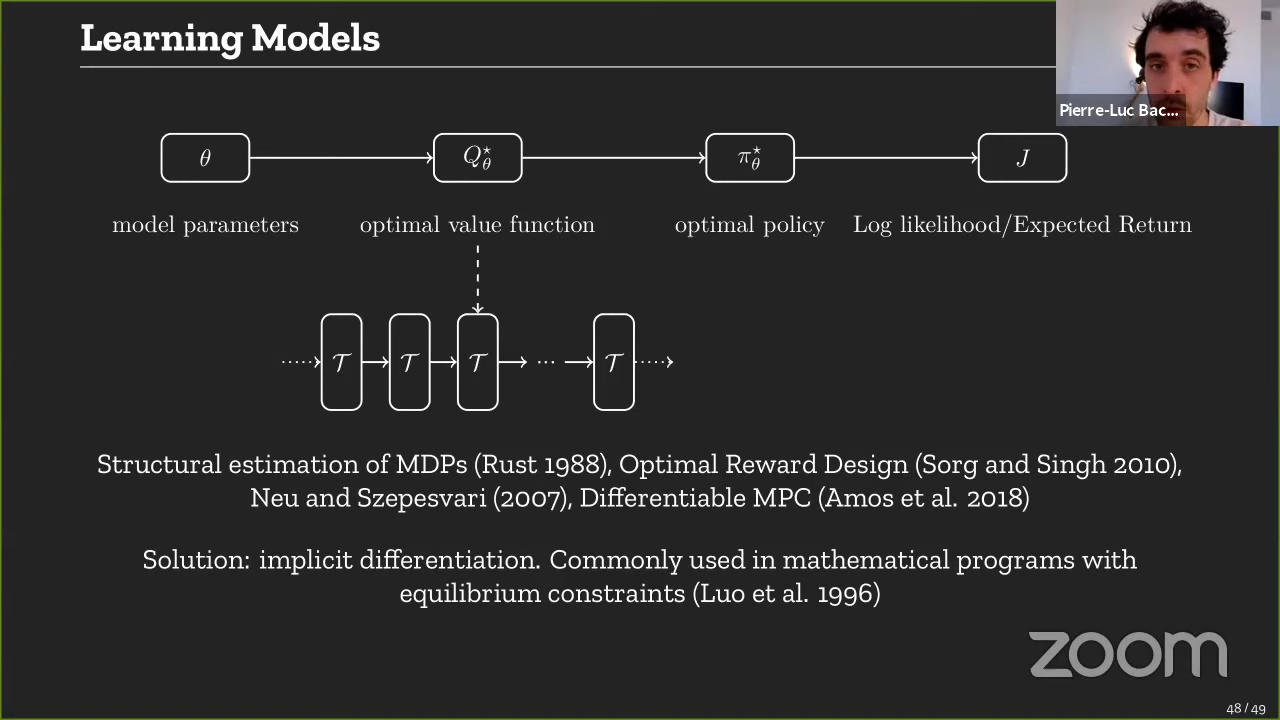 Learning Models
Pierre-Luc Bac...
θ
Q*θ
π*θ
J
model parameters
optimal value function
optimal policy
Log likelihood/Expected Return
𝒯 𝒯 𝒯 ... 𝒯
Structural estimation of MDPs (Rust 1988), Optimal Reward Design (Sorg and Singh 2010),
Neu and Szepesvari (2007), Differentiable MPC (Amos et al. 2018)
Solution: implicit differentiation. Commonly used in mathematical programs with
equilibrium constraints (Luo et al. 1996)
zoom
48 / 49